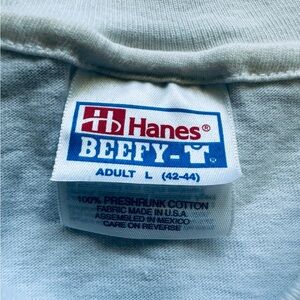 Hanes®
BEEFY-T
ADULT L (42-44)
100% PRESHRUNK COTTON
FABRIC MADE IN U.S.A.
ASSEMBLED IN MEXICO
CARE ON REVERSE